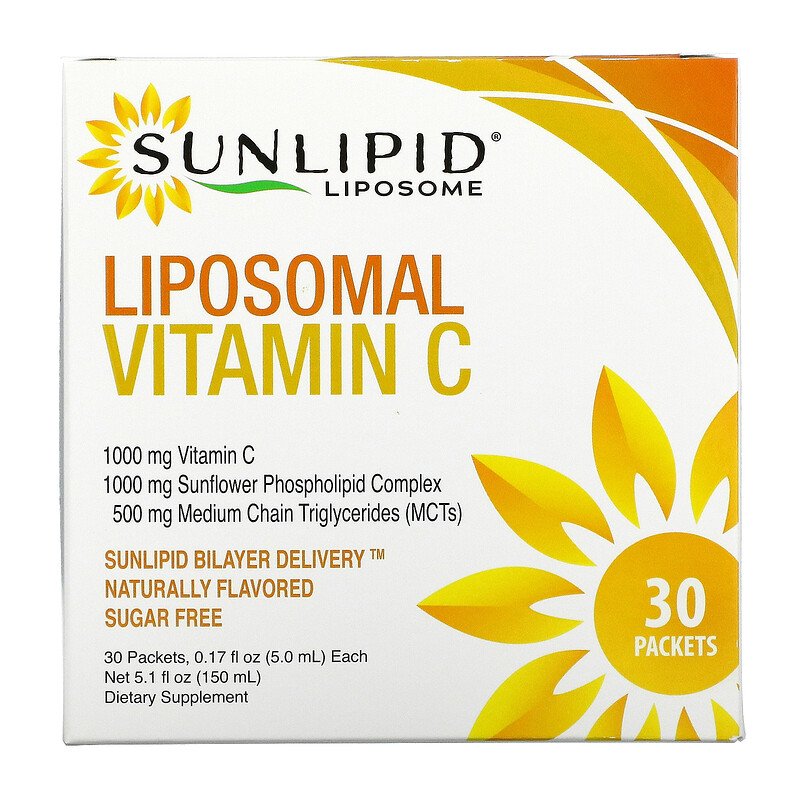 SUNLIPID®
LIPOSOME
LIPOSOMAL
VITAMIN C
1000 mg Vitamin C
1000 mg Sunflower Phospholipid Complex
500 mg Medium Chain Triglycerides (MCTs)
SUNLIPID BILAYER DELIVERY™
NATURALLY FLAVORED
SUGAR FREE
30 Packets, 0.17 fl oz (5.0 mL) Each
Net 5.1 fl oz (150 mL)
Dietary Supplement
30
PACKETS